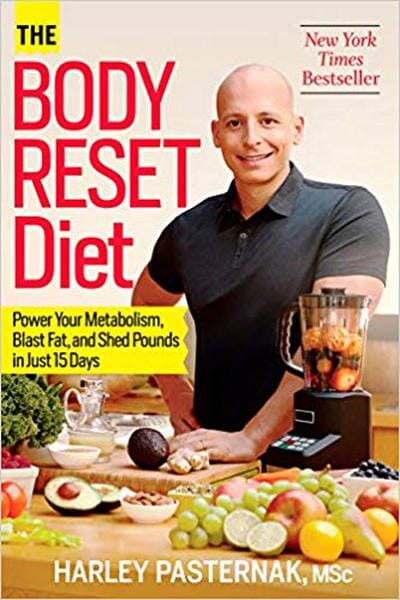 THE
BODY
RESET
Diet
New York
Times
Bestseller
Power Your Metabolism,
Blast Fat, and Shed Pounds
in Just 15 Days
HARLEY PASTERNAK, MSc